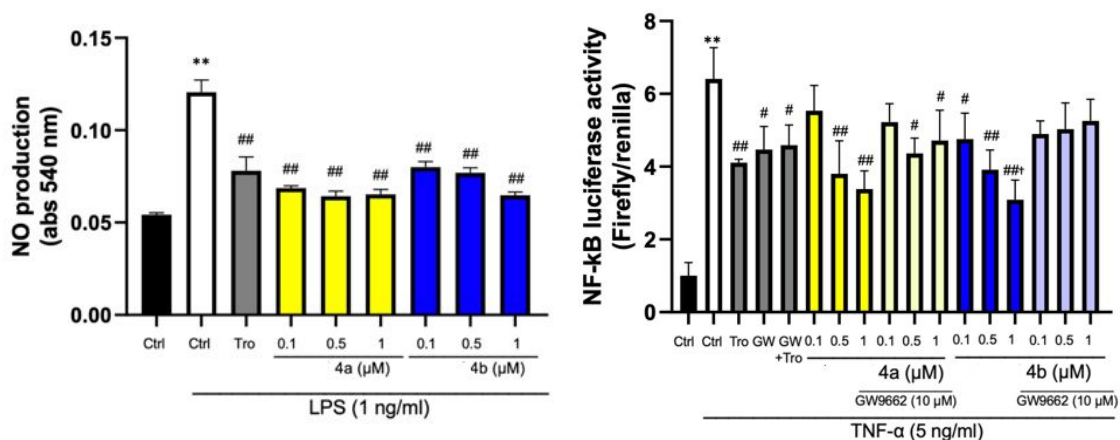 NO production
(abs 540 nm)
0.15
0.10
0.05
0.00
**
##
##
##
##
##
##
##
Ctrl Ctrl Tro 0.1 0.5 1 0.1 0.5 1
4a (µM) 4b (µM)
LPS (1 ng/ml)
NF-kB luciferase activity
(Firefly/renilla)
8
6
4
2
0
**
##
#
#
##
##
#
#
#
##
##†
Ctrl Ctrl Tro GW GW 0.1 0.5 1 0.1 0.5 1 0.1 0.5 1 0.1 0.5 1
+Tro
4a (µM) 4b (µM)
GW9662 (10 µM) GW9662 (10 µM)
TNF-α (5 ng/ml)